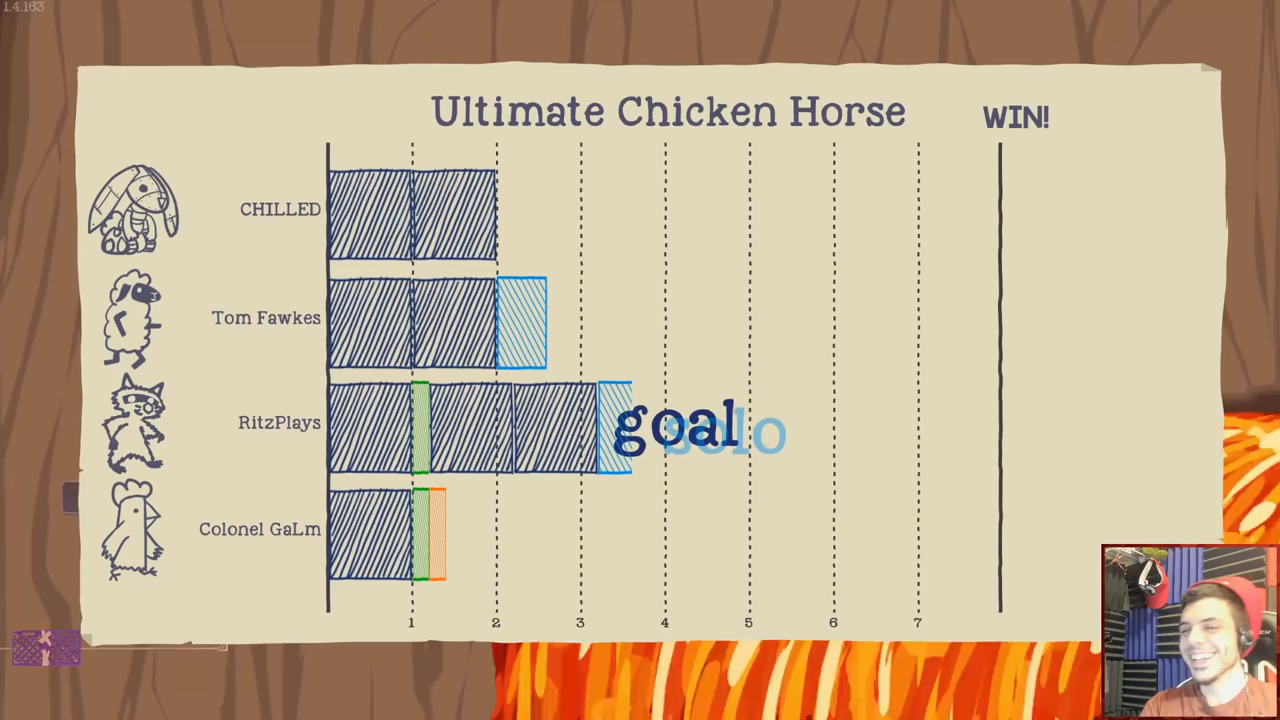 1.4.163
Ultimate Chicken Horse
WIN!
CHILLED
Tom Fawkes
RitzPlays
goal
solo
Colonel GaLm
1 2 3 4 5 6 7